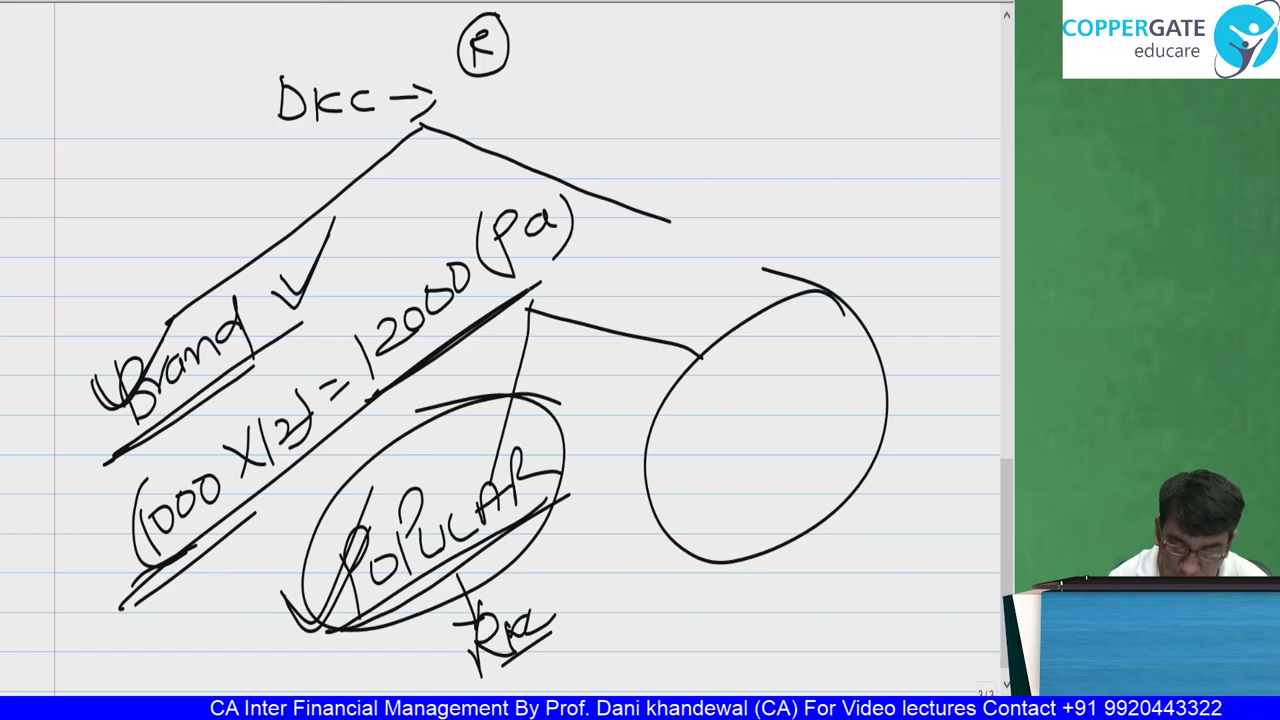 R
COPPERGATE
educare
DKC →
Brand ✓
(1000 X 12) = 12000 (Pa)
POPULAR
CA Inter Financial Management By Prof. Dani khandewal (CA) For Video lectures Contact +91 9920443322